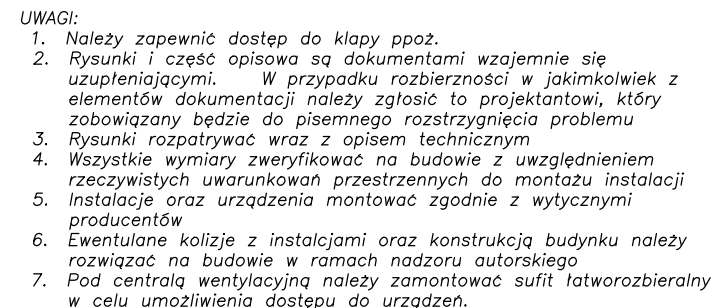 UWAGI:
1. Należy zapewnić dostęp do klapy ppoż.
2. Rysunki i część opisowa są dokumentami wzajemnie się
uzupłeniającymi. W przypadku rozbierzności w jakimkolwiek z
elementów dokumentacji należy zgłosić to projektantowi, który
zobowiązany będzie do pisemnego rozstrzygnięcia problemu
3. Rysunki rozpatrywać wraz z opisem technicznym
4. Wszystkie wymiary zweryfikować na budowie z uwzględnieniem
rzeczywistych uwarunkowań przestrzennych do montażu instalacji
5. Instalacje oraz urządzenia montować zgodnie z wytycznymi
producentów
6. Ewentulane kolizje z instalcjami oraz konstrukcją budynku należy
rozwiązać na budowie w ramach nadzoru autorskiego
7. Pod centralą wentylacyjną należy zamontować sufit łatworozbieralny
w celu umożliwienia dostępu do urządzeń.